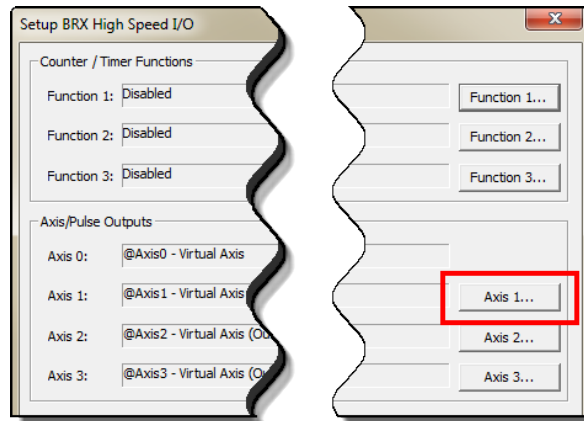 Setup BRX High Speed I/O
Counter / Timer Functions
Function 1: Disabled Function 1...
Function 2: Disabled Function 2...
Function 3: Disabled Function 3...
Axis/Pulse Outputs
Axis 0: @Axis0 - Virtual Axis
Axis 1: @Axis1 - Virtual Axis Axis 1...
Axis 2: @Axis2 - Virtual Axis Axis 2...
Axis 3: @Axis3 - Virtual Axis Axis 3...